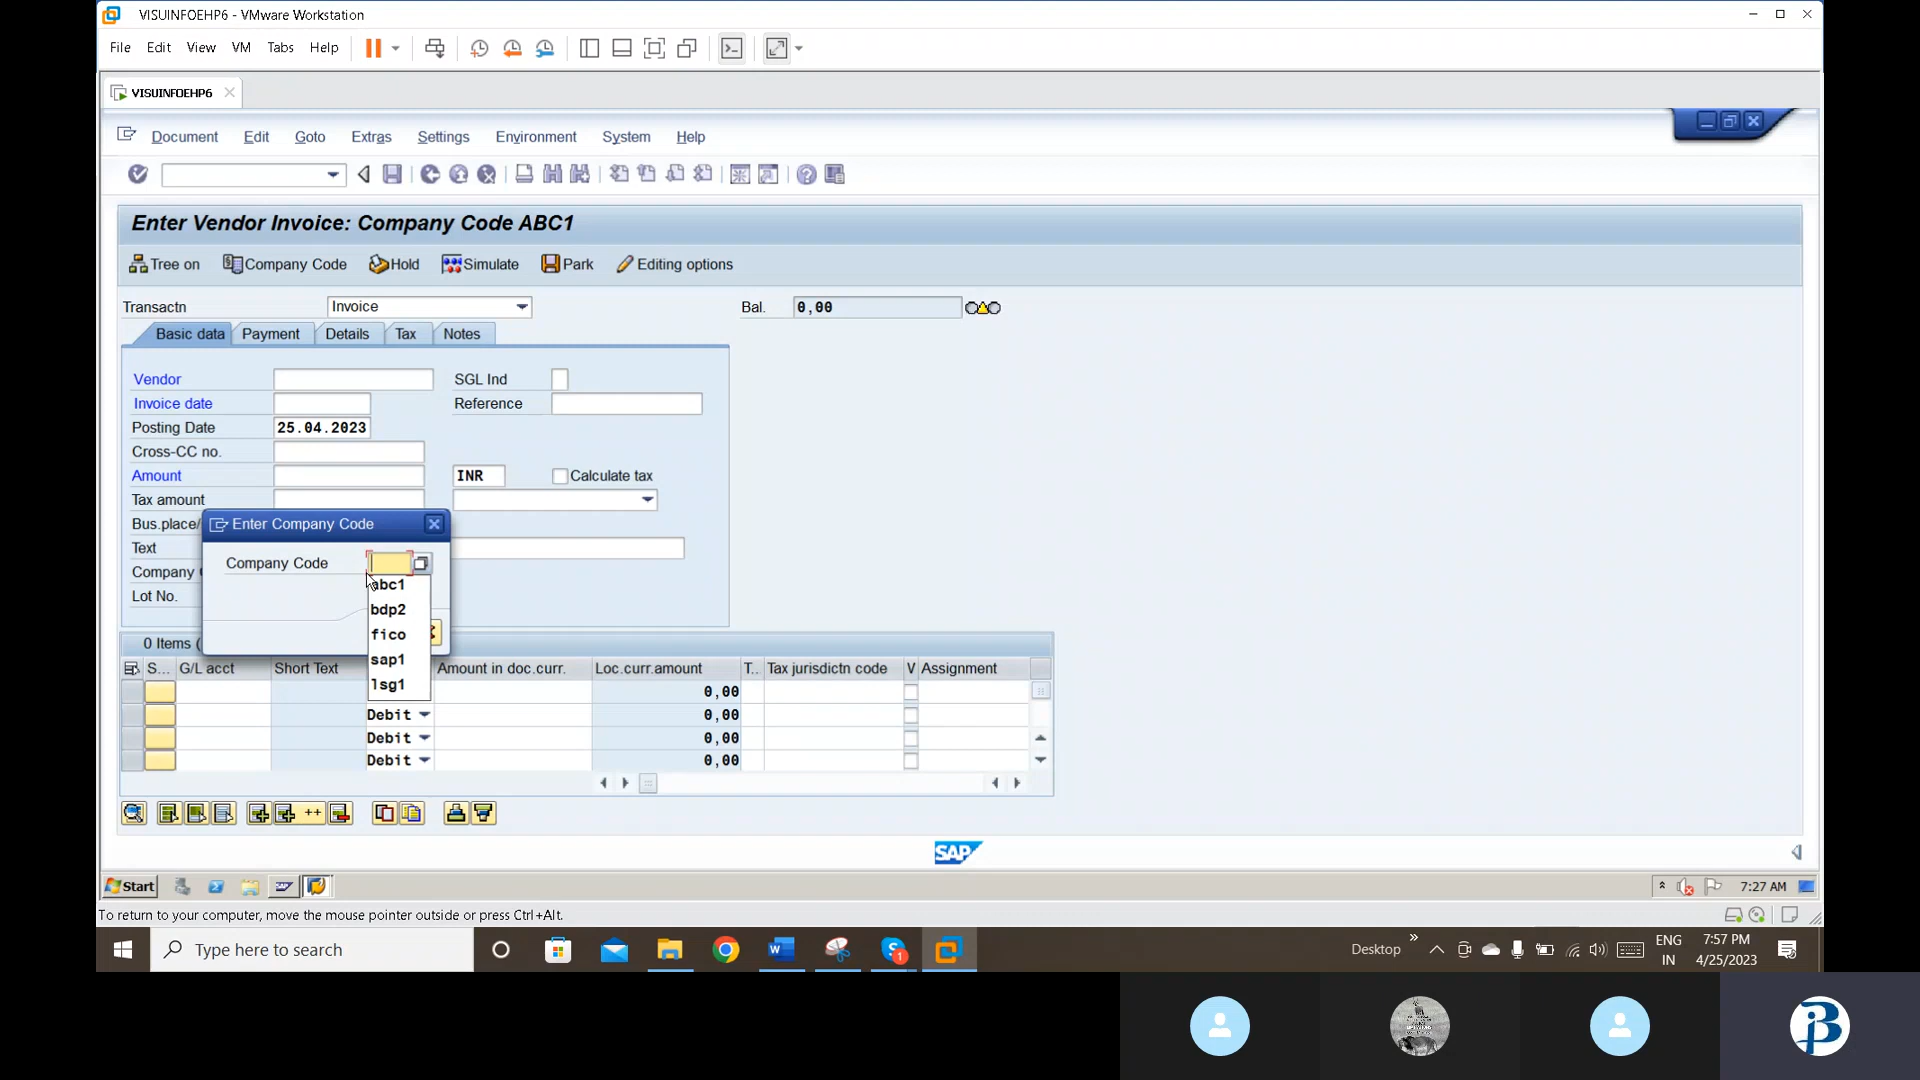 VISUINFOEHP6 - VMware Workstation
File Edit View VM Tabs Help
VISUINFOEHP6
Document Edit Goto Extras Settings Environment System Help
Enter Vendor Invoice: Company Code ABC1
Tree on Company Code Hold Simulate Park Editing options
Transactn Invoice Bal. 0,00
Basic data Payment Details Tax Notes
Vendor SGL Ind
Invoice date Reference
Posting Date 25.04.2023
Cross-CC no.
Amount INR Calculate tax
Tax amount
Bus.place/
Text
Company
Lot No.
Enter Company Code
Company Code
abc1
bdp2
fico
sap1
lsg1
0 Items (
S... G/L acct Short Text Amount in doc.curr. Loc.curr.amount T.. Tax jurisdictn code V Assignment
0,00
Debit 0,00
Debit 0,00
Debit 0,00
SAP
Start 7:27 AM
To return to your computer, move the mouse pointer outside or press Ctrl+Alt.
Type here to search Desktop ENG IN 7:57 PM 4/25/2023